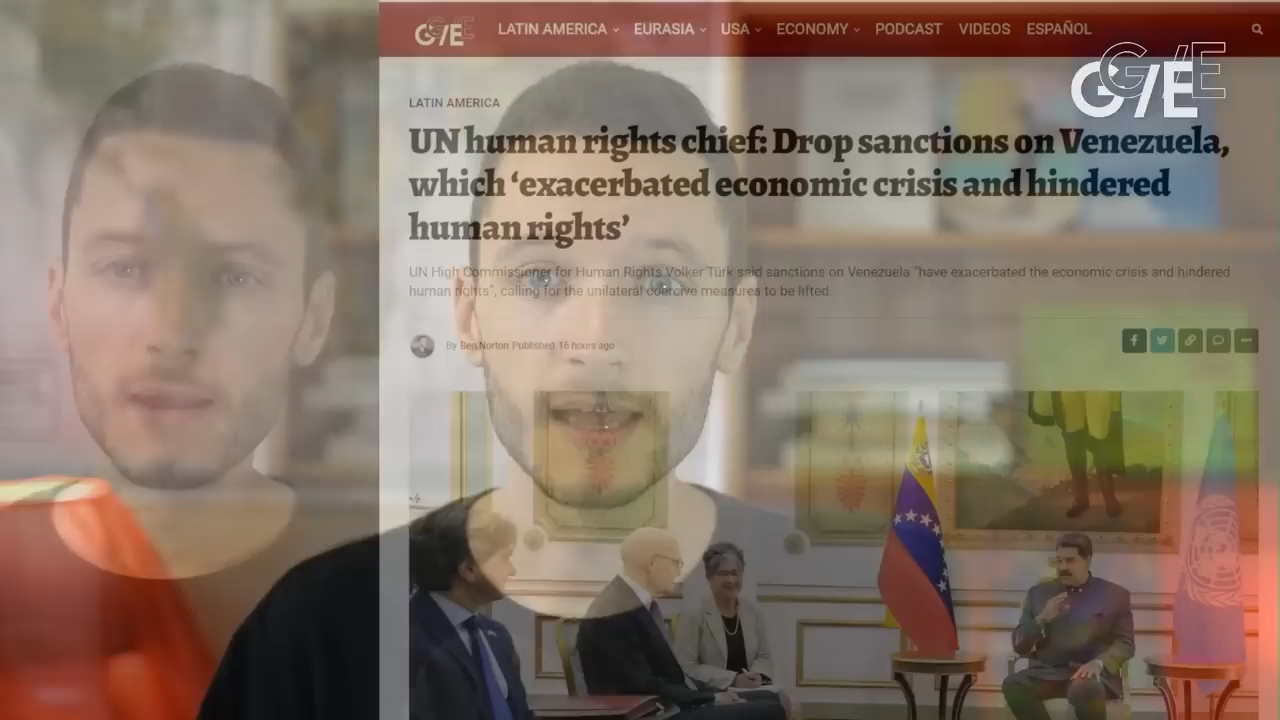 G/E
LATIN AMERICA EURASIA USA ECONOMY PODCAST VIDEOS ESPAÑOL
G/E
LATIN AMERICA
UN human rights chief: Drop sanctions on Venezuela,
which ‘exacerbated economic crisis and hindered
human rights’
UN High Commissioner for Human Rights Volker Türk said sanctions on Venezuela “have exacerbated the economic crisis and hindered
human rights”, calling for the unilateral coercive measures to be lifted.
By Ben Norton Published 16 hours ago